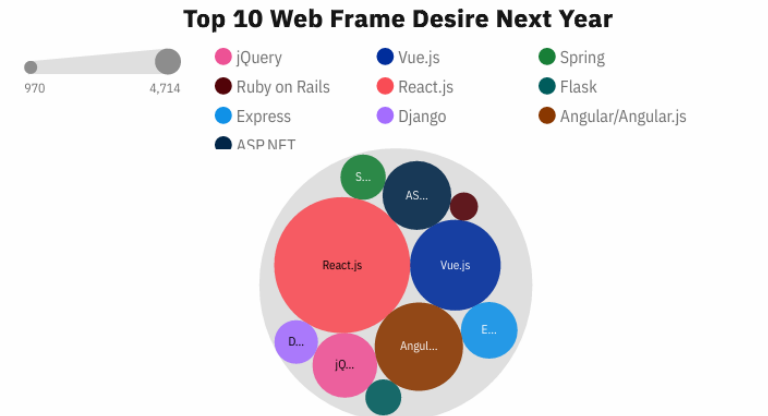 Top 10 Web Frame Desire Next Year
970
4,714
jQuery
Vue.js
Spring
Ruby on Rails
React.js
Flask
Express
Django
Angular/Angular.js
ASP.NET
S...
AS...
React.js
Vue.js
E...
Angul...
D...
jQ...